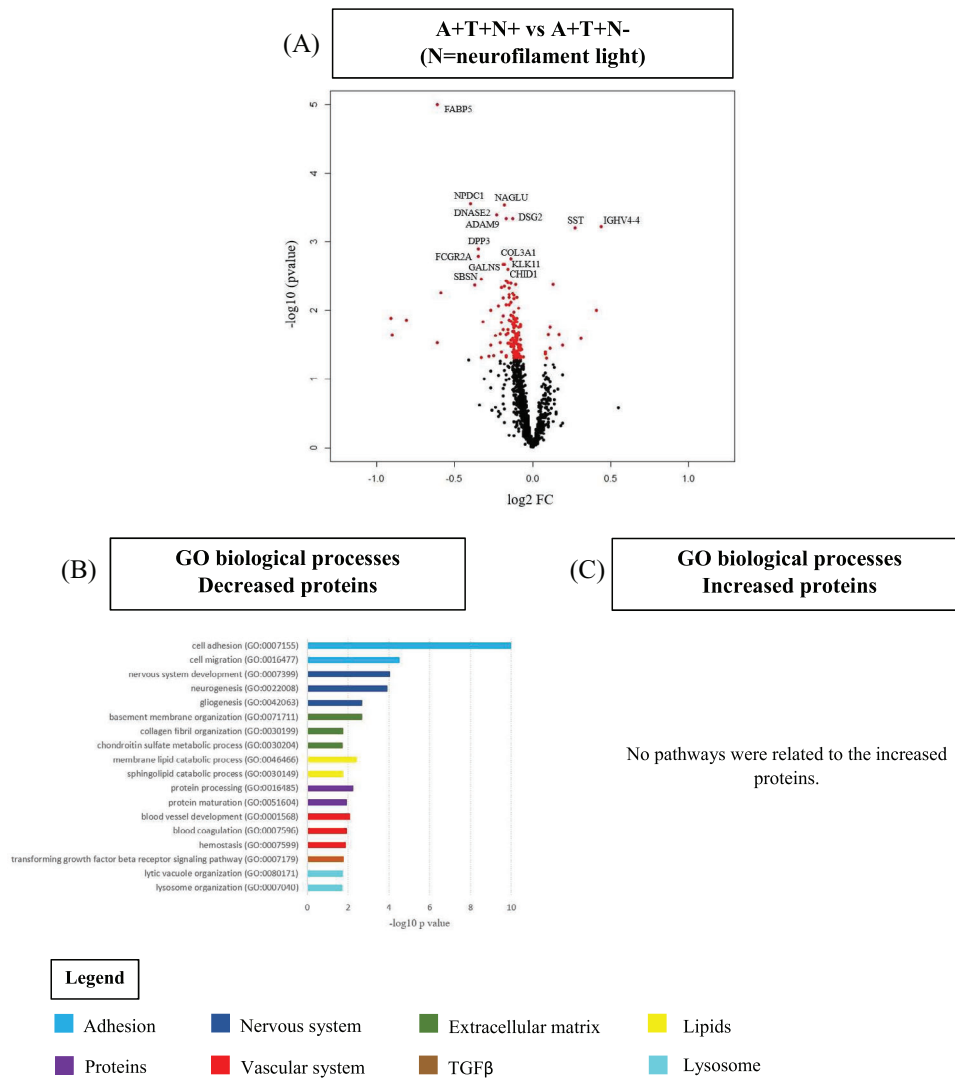 (A)
A+T+N+ vs A+T+N-
(N=neurofilament light)
5
4
3
2
1
0
-log10 (pvalue)
FABP5
NPDC1
NAGLU
DNASE2
ADAM9
DSG2
SST
IGHV4-4
DPP3
FCGR2A
COL3A1
GALNS
KLK11
SBSN
CHID1
-1.0 -0.5 0.0 0.5 1.0
log2 FC
(B)
GO biological processes
Decreased proteins
cell adhesion (GO:0007155)
cell migration (GO:0016477)
nervous system development (GO:0007399)
neurogenesis (GO:0022008)
gliogenesis (GO:0042063)
basement membrane organization (GO:0071711)
collagen fibril organization (GO:0030199)
chondroitin sulfate metabolic process (GO:0030204)
membrane lipid catabolic process (GO:0046466)
sphingolipid catabolic process (GO:0030149)
protein processing (GO:0016485)
protein maturation (GO:0051604)
blood vessel development (GO:0001568)
blood coagulation (GO:0007596)
hemostasis (GO:0007599)
transforming growth factor beta receptor signaling pathway (GO:0007179)
lytic vacuole organization (GO:0080171)
lysosome organization (GO:0007040)
0 2 4 6 8 10
-log10 p value
(C)
GO biological processes
Increased proteins
No pathways were related to the increased
proteins.
Legend
Adhesion
Nervous system
Extracellular matrix
Lipids
Proteins
Vascular system
TGFβ
Lysosome